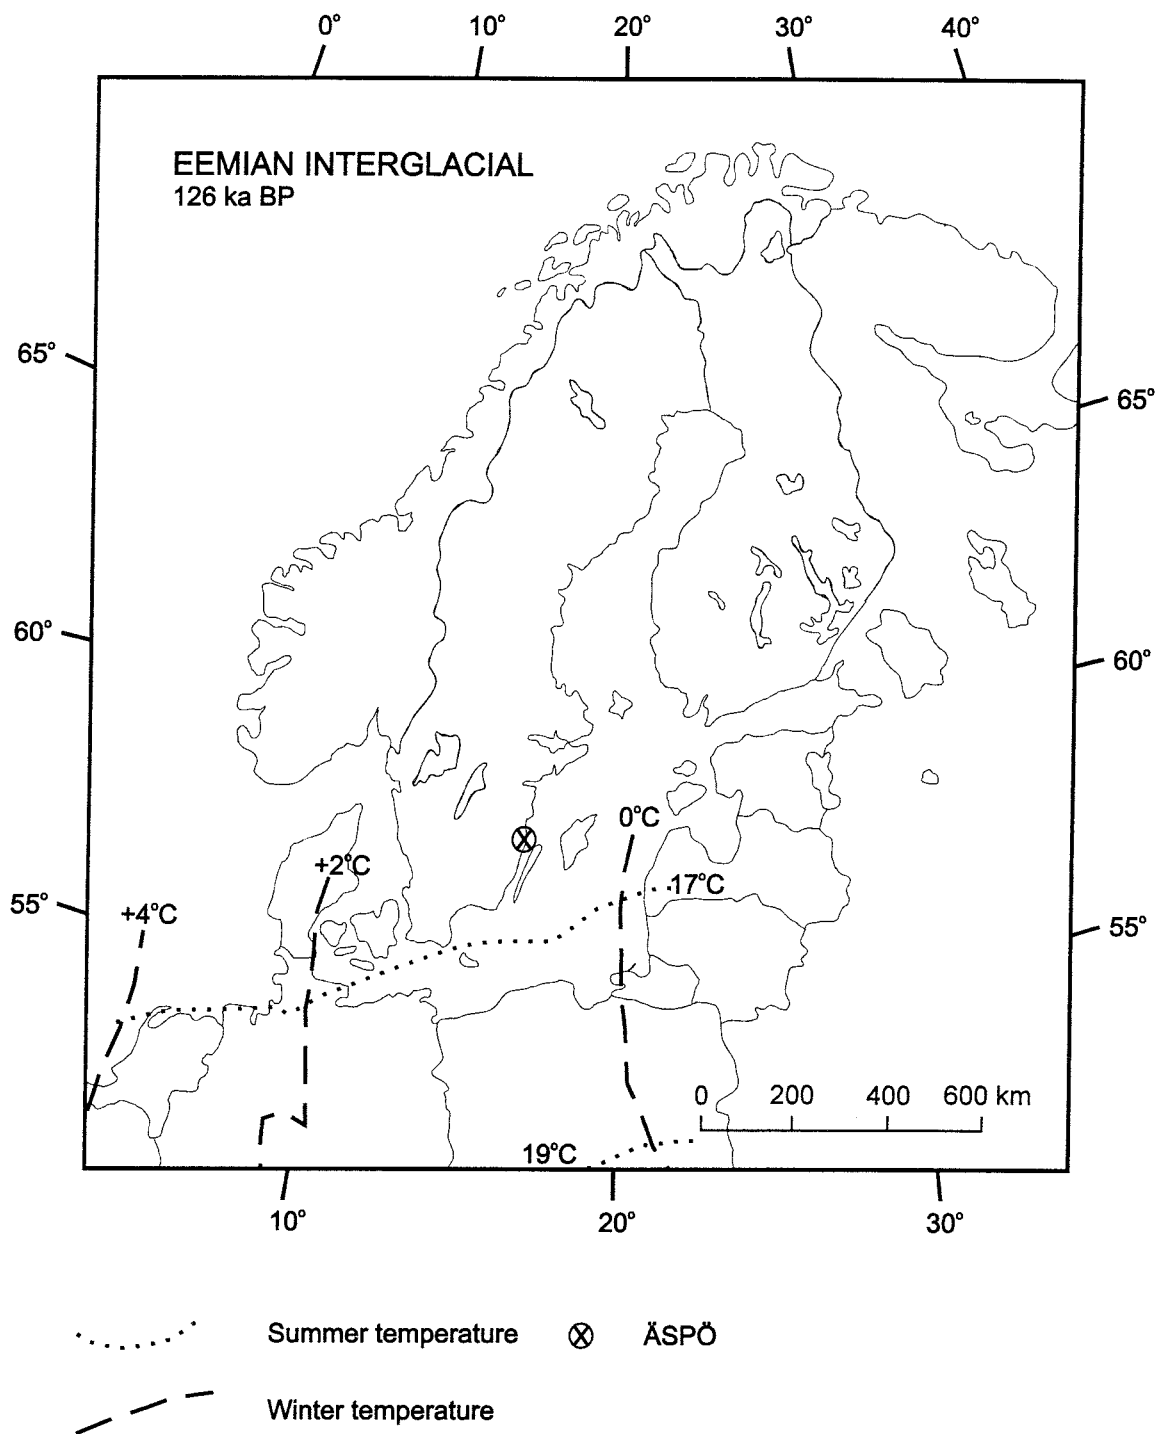 0° 10° 20° 30° 40°
EEMIAN INTERGLACIAL
126 ka BP
65°
65°
60°
60°
0°C
+2°C
17°C
55°
+4°C
55°
0 200 400 600 km
19°C
10° 20° 30°
Summer temperature
ÄSPÖ
Winter temperature